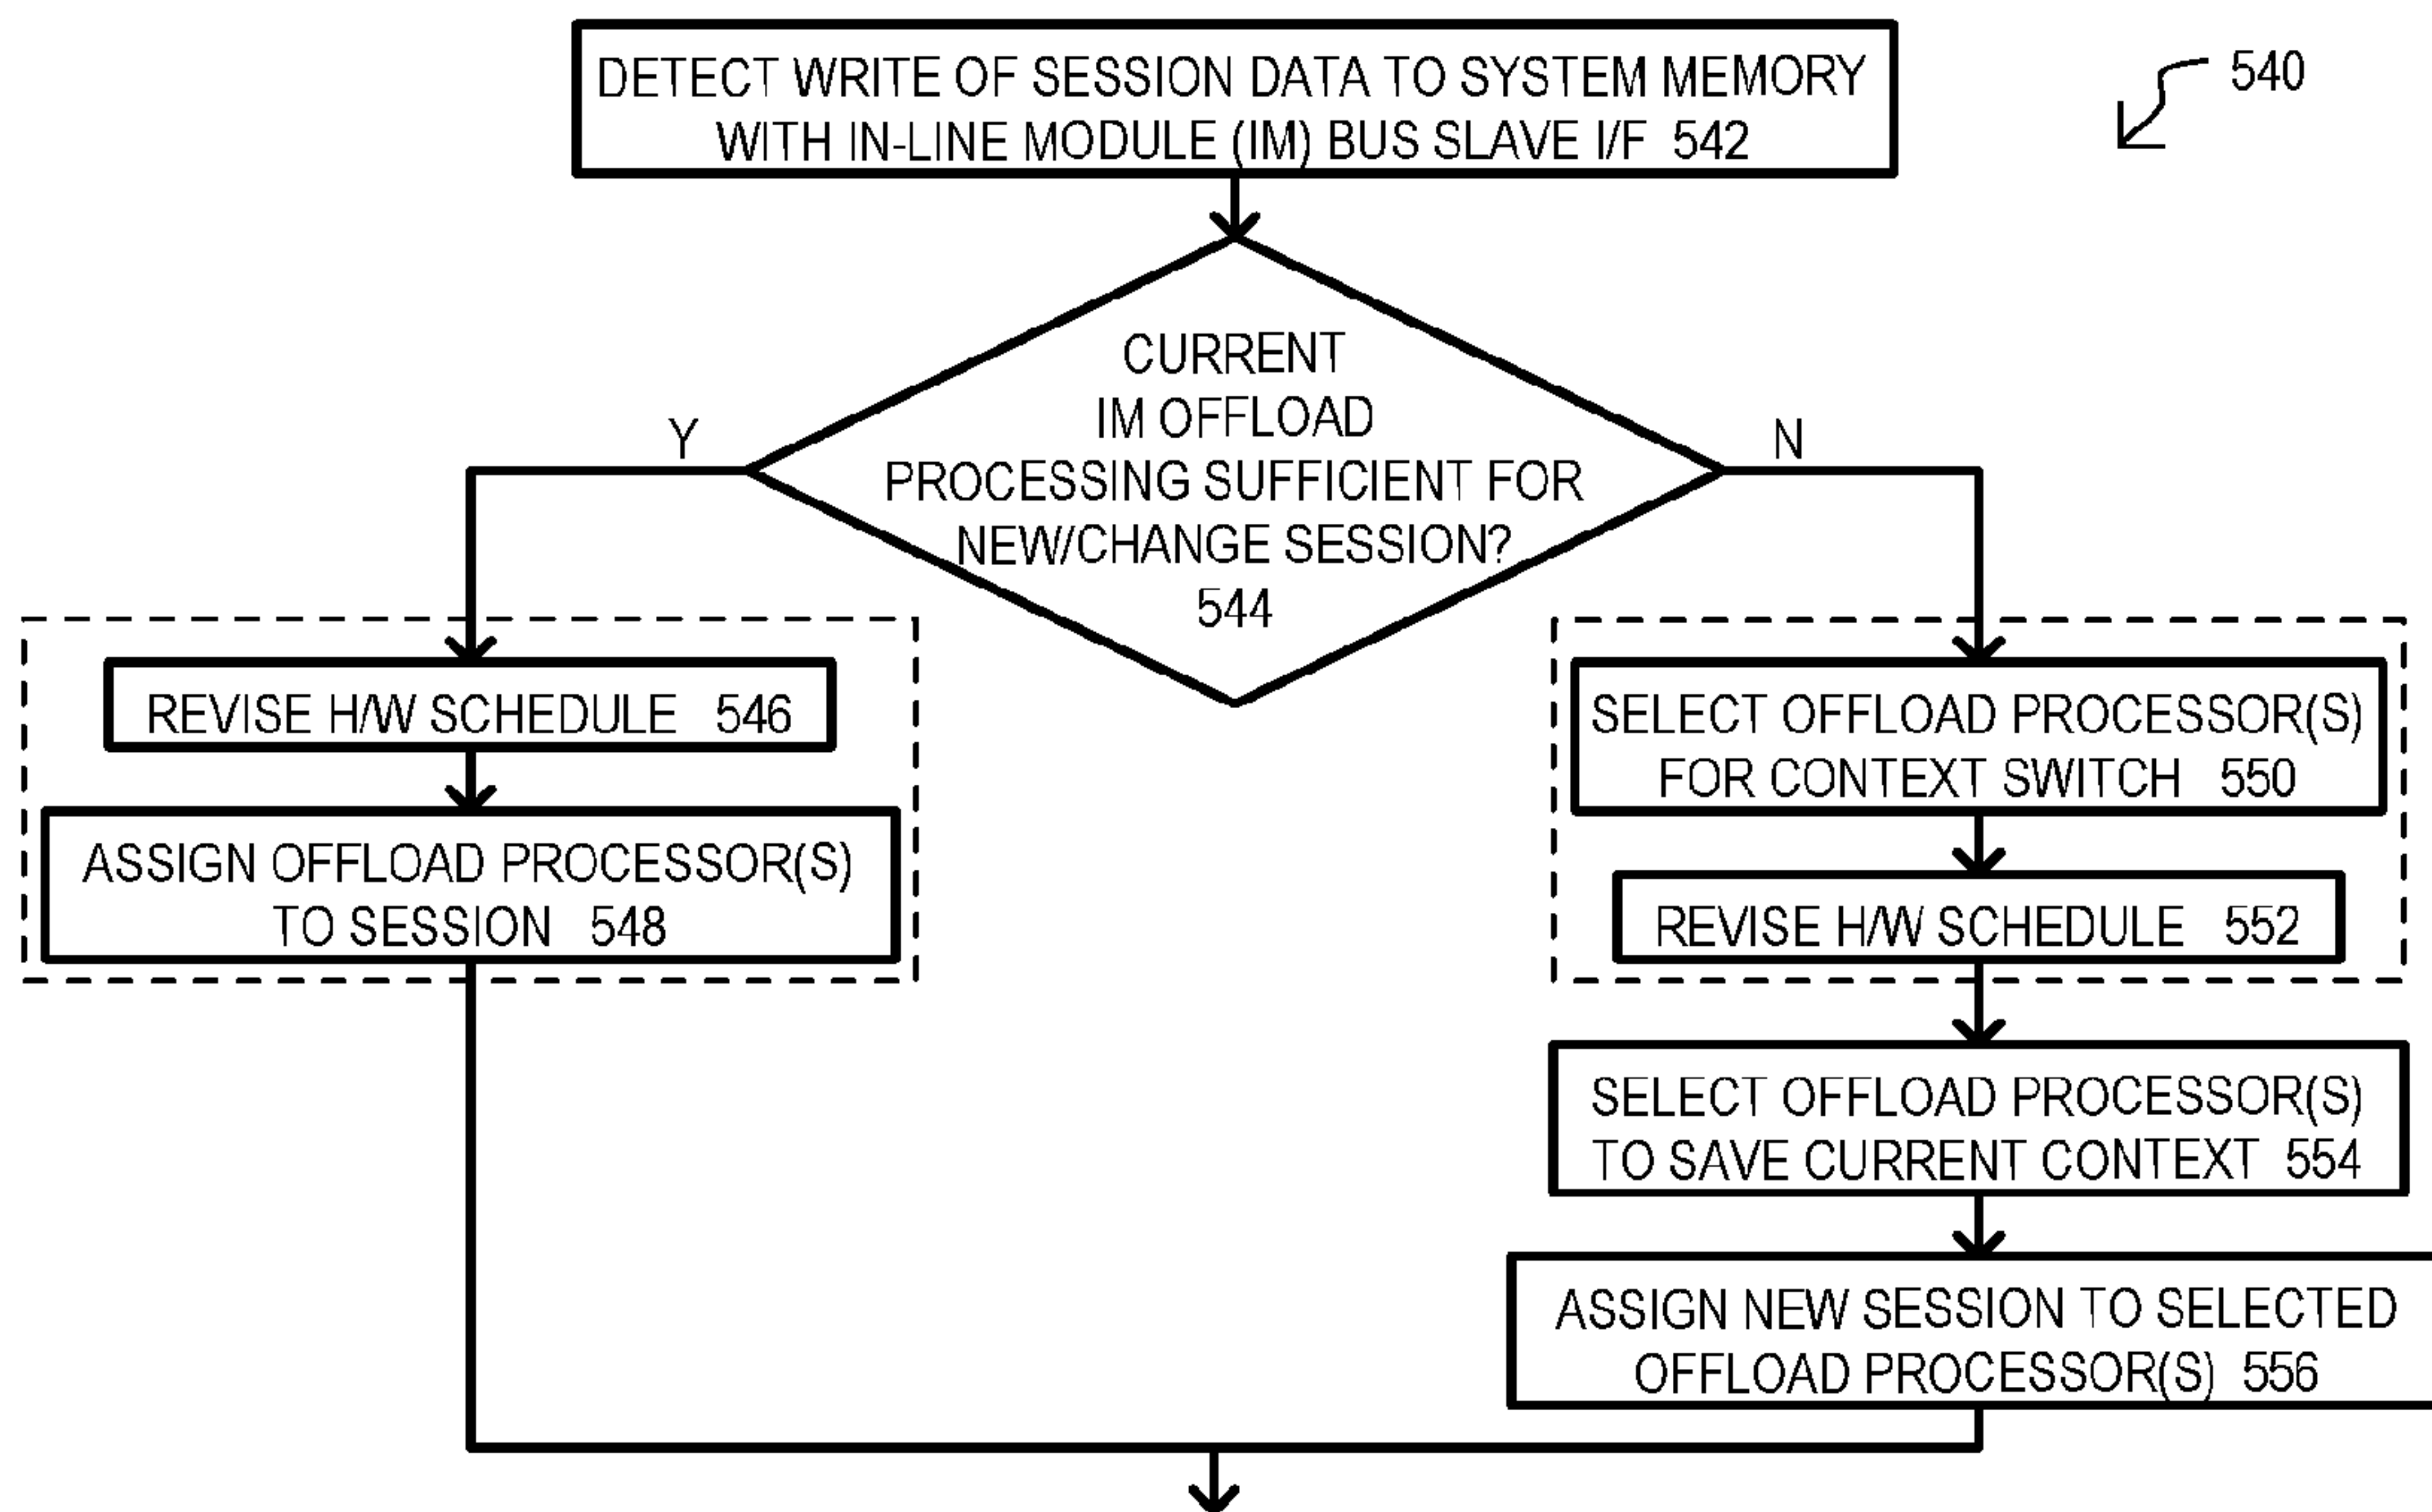 DETECT WRITE OF SESSION DATA TO SYSTEM MEMORY
WITH IN-LINE MODULE (IM) BUS SLAVE I/F 542
540
CURRENT
IM OFFLOAD
PROCESSING SUFFICIENT FOR
NEW/CHANGE SESSION?
544
Y
N
REVISE H/W SCHEDULE 546
ASSIGN OFFLOAD PROCESSOR(S)
TO SESSION 548
SELECT OFFLOAD PROCESSOR(S)
FOR CONTEXT SWITCH 550
REVISE H/W SCHEDULE 552
SELECT OFFLOAD PROCESSOR(S)
TO SAVE CURRENT CONTEXT 554
ASSIGN NEW SESSION TO SELECTED
OFFLOAD PROCESSOR(S) 556